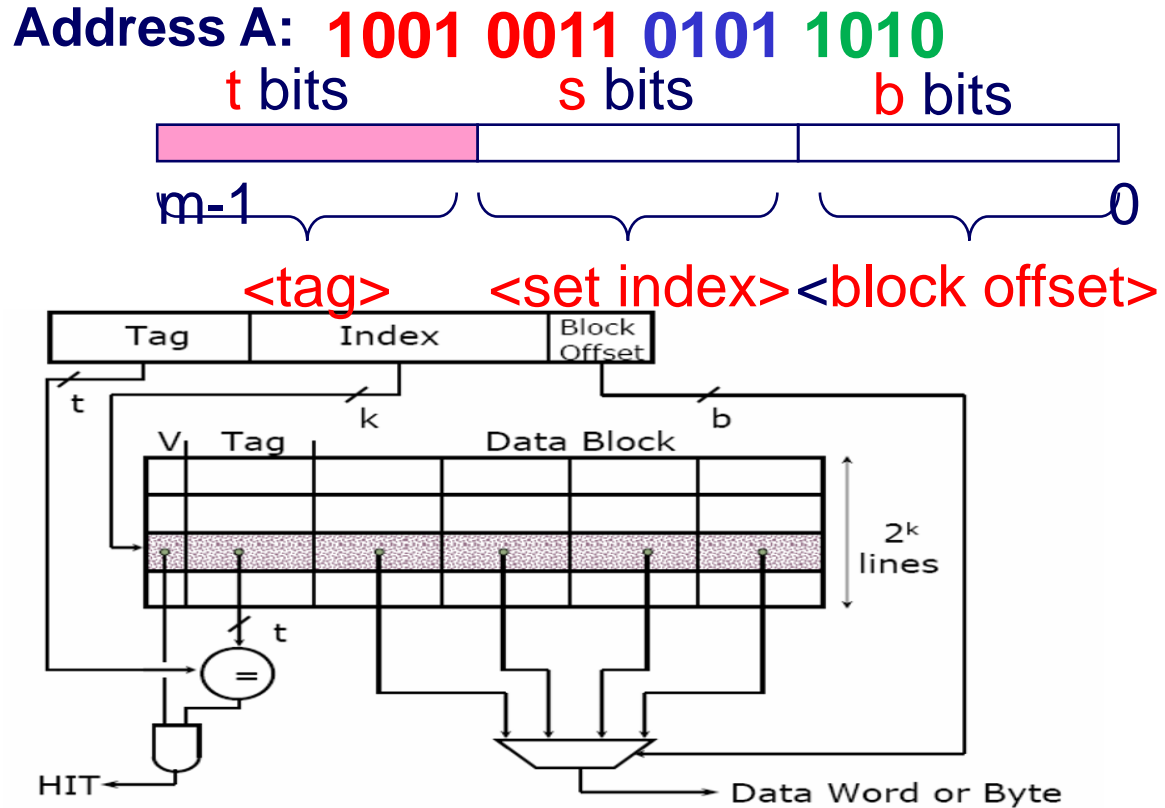 Address A: 1001 0011 0101 1010
t bits s bits b bits
m-1 0
<tag> <set index> <block offset>
Tag Index Block
Offset
t k b
V Tag Data Block
2ᵏ
lines
t
=
HIT
Data Word or Byte